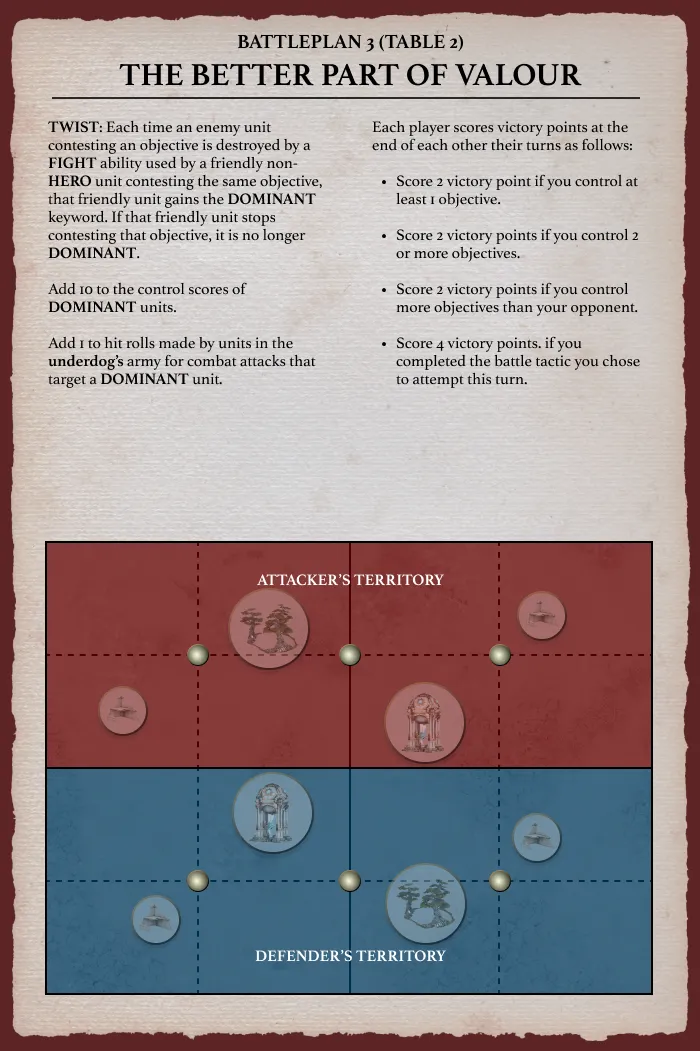 BATTLEPLAN 3 (TABLE 2)
THE BETTER PART OF VALOUR
TWIST: Each time an enemy unit
contesting an objective is destroyed by a
FIGHT ability used by a friendly non-
HERO unit contesting the same objective,
that friendly unit gains the DOMINANT
keyword. If that friendly unit stops
contesting that objective, it is no longer
DOMINANT.
Add 10 to the control scores of
DOMINANT units.
Add 1 to hit rolls made by units in the
underdog's army for combat attacks that
target a DOMINANT unit.
Each player scores victory points at the
end of each other their turns as follows:
• Score 2 victory point if you control at
least 1 objective.
• Score 2 victory points if you control 2
or more objectives.
• Score 2 victory points if you control
more objectives than your opponent.
• Score 4 victory points. if you
completed the battle tactic you chose
to attempt this turn.
ATTACKER'S TERRITORY
DEFENDER'S TERRITORY